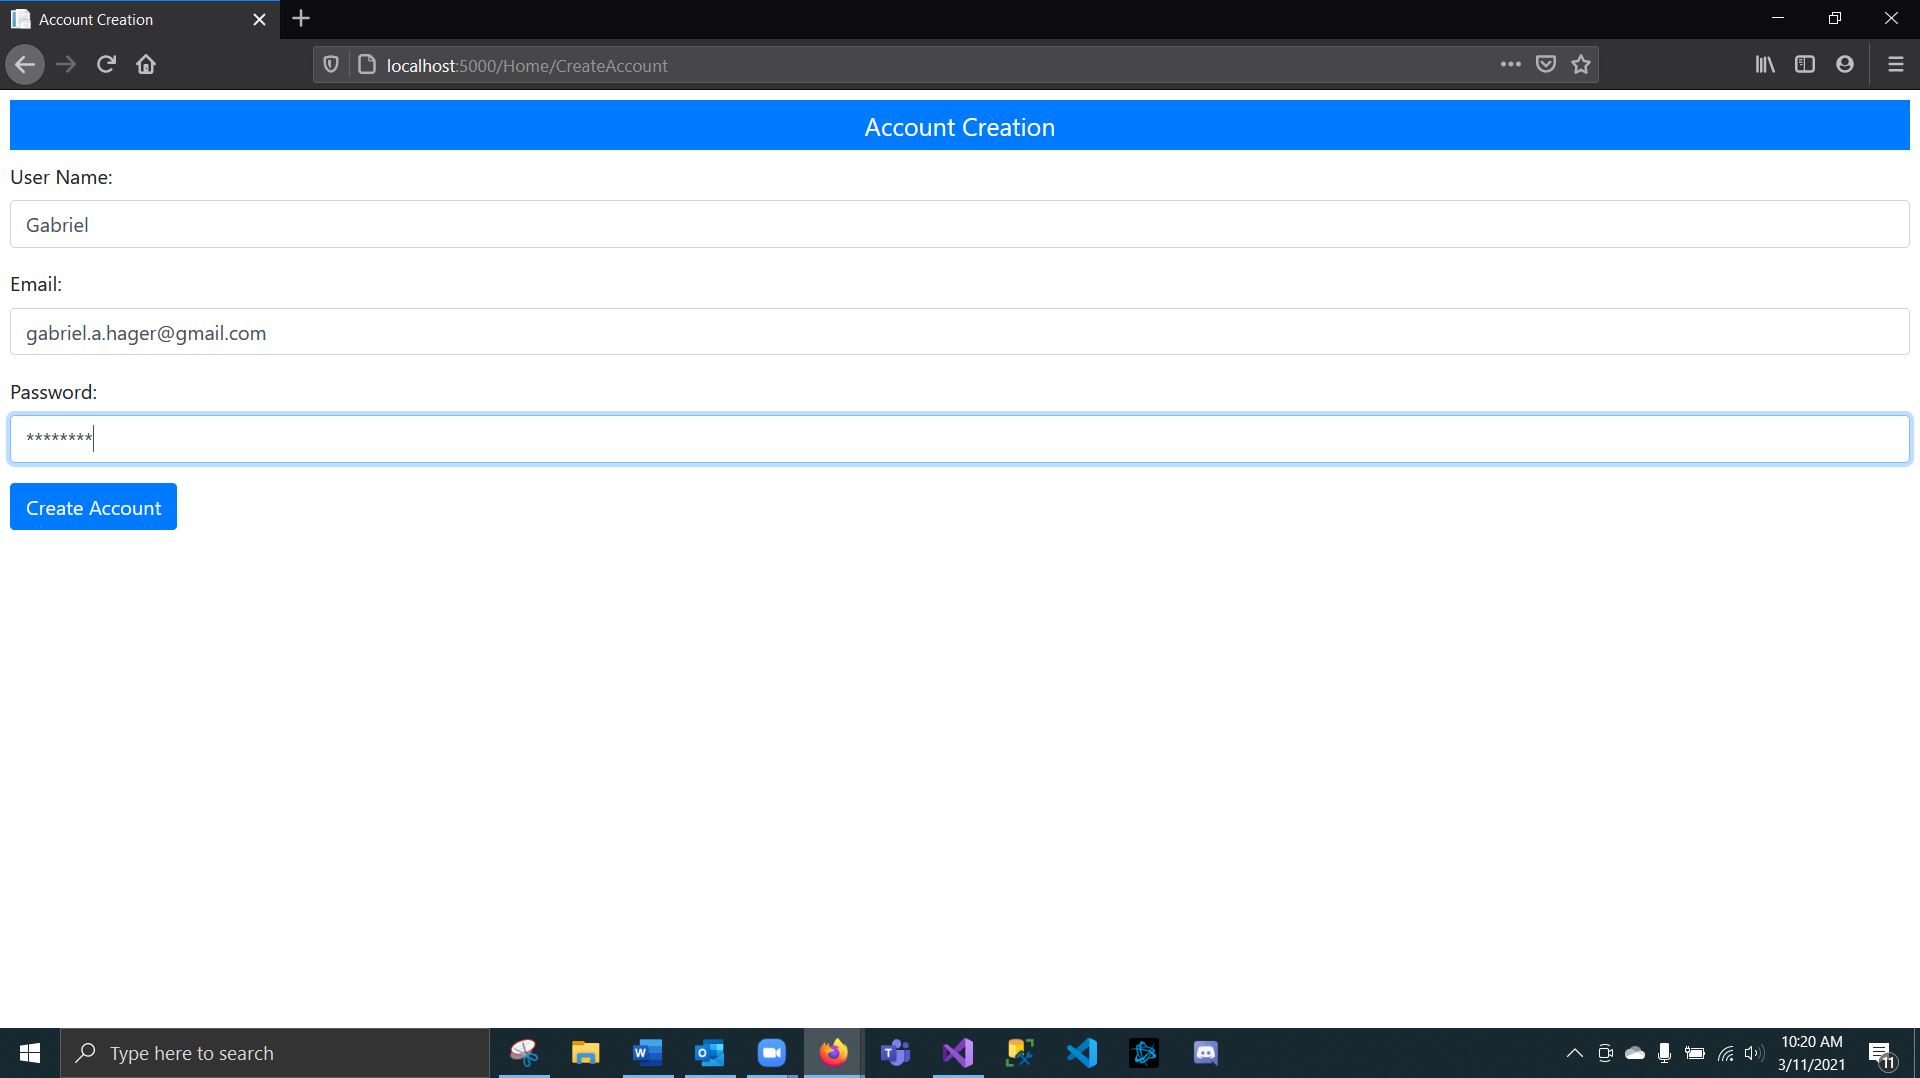 Account Creation
localhost:5000/Home/CreateAccount
Account Creation
User Name:
Gabriel
Email:
gabriel.a.hager@gmail.com
Password:
********
Create Account
Type here to search
10:20 AM
3/11/2021
11